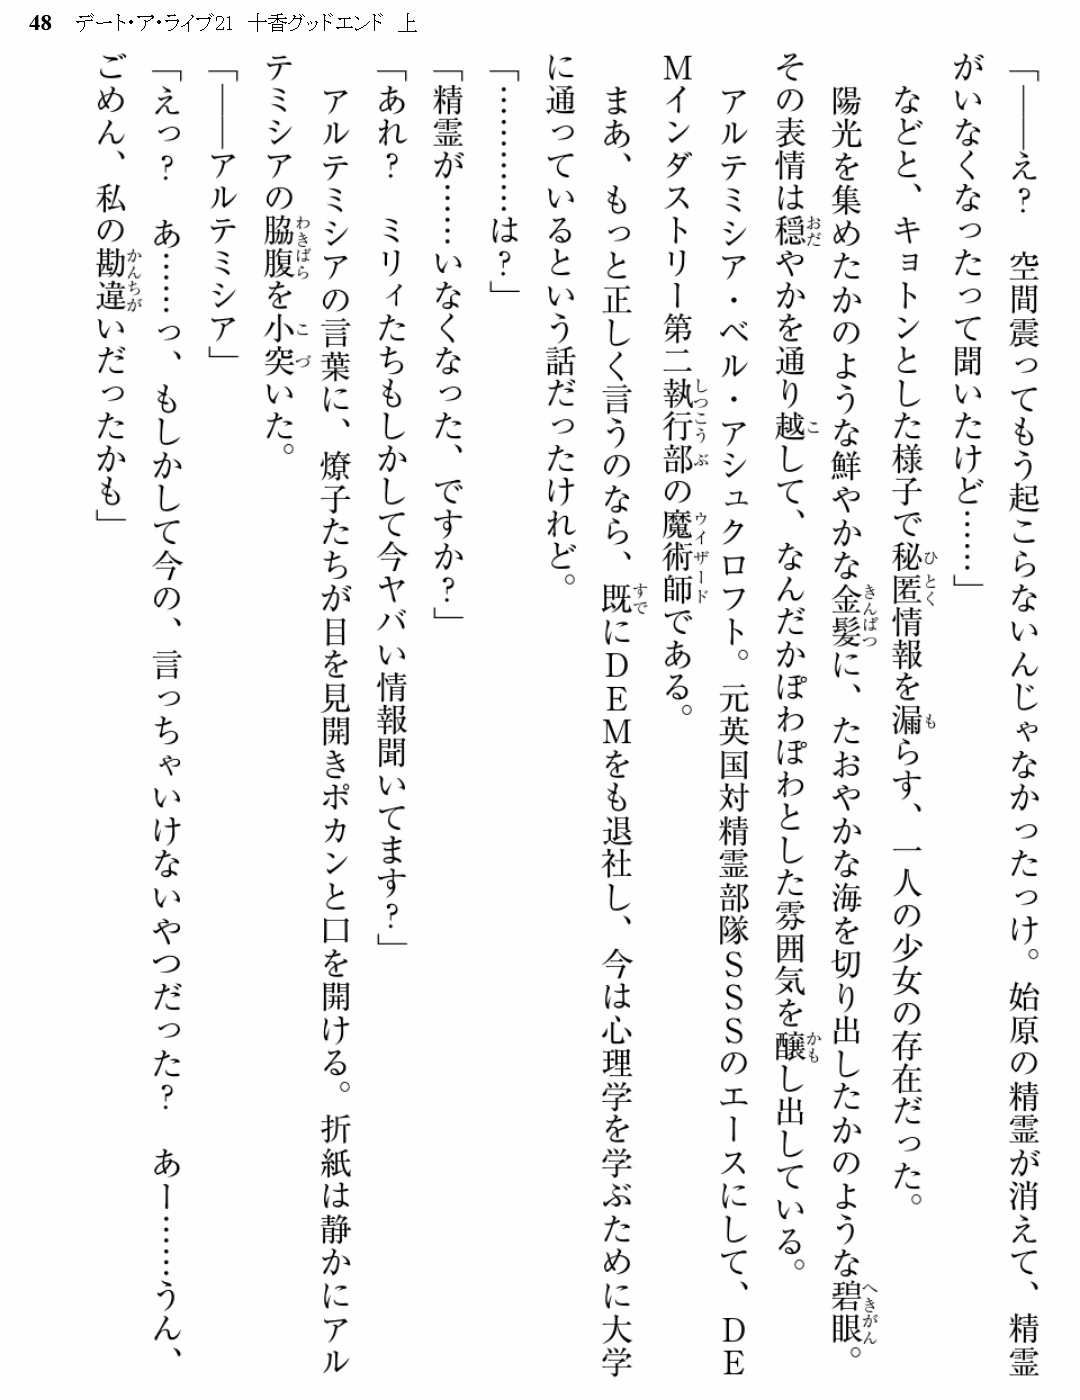 48 デート・ア・ライブ21 十香グッドエンド 上
「――え？ 空間震ってもう起こらないんじゃなかったっけ。始原の精霊が消えて、精霊
がいなくなったって聞いたけど……」
などと、キョトンとした様子で秘匿情報を漏らす、一人の少女の存在だった。
陽光を集めたかのような鮮やかな金髪に、たおやかな海を切り出したかのような碧眼。
その表情は穏やかを通り越して、なんだかぽわぽわとした雰囲気を醸し出している。
アルテミシア・ベル・アシュクロフト。元英国対精霊部隊ＳＳＳのエースにして、ＤＥ
Ｍインダストリー第二執行部の魔術師である。
まあ、もっと正しく言うのなら、既にＤＥＭをも退社し、今は心理学を学ぶために大学
に通っているという話だったけれど。
「…………は？」
「精霊が……いなくなった、ですか？」
「あれ？ ミリィたちもしかして今ヤバい情報聞いてます？」
アルテミシアの言葉に、燎子たちが目を見開きポカンと口を開ける。折紙は静かにアル
テミシアの脇腹を小突いた。
「――アルテミシア」
「えっ？ あ……っ、もしかして今の、言っちゃいけないやつだった？ あー……うん、
ごめん、私の勘違いだったかも」